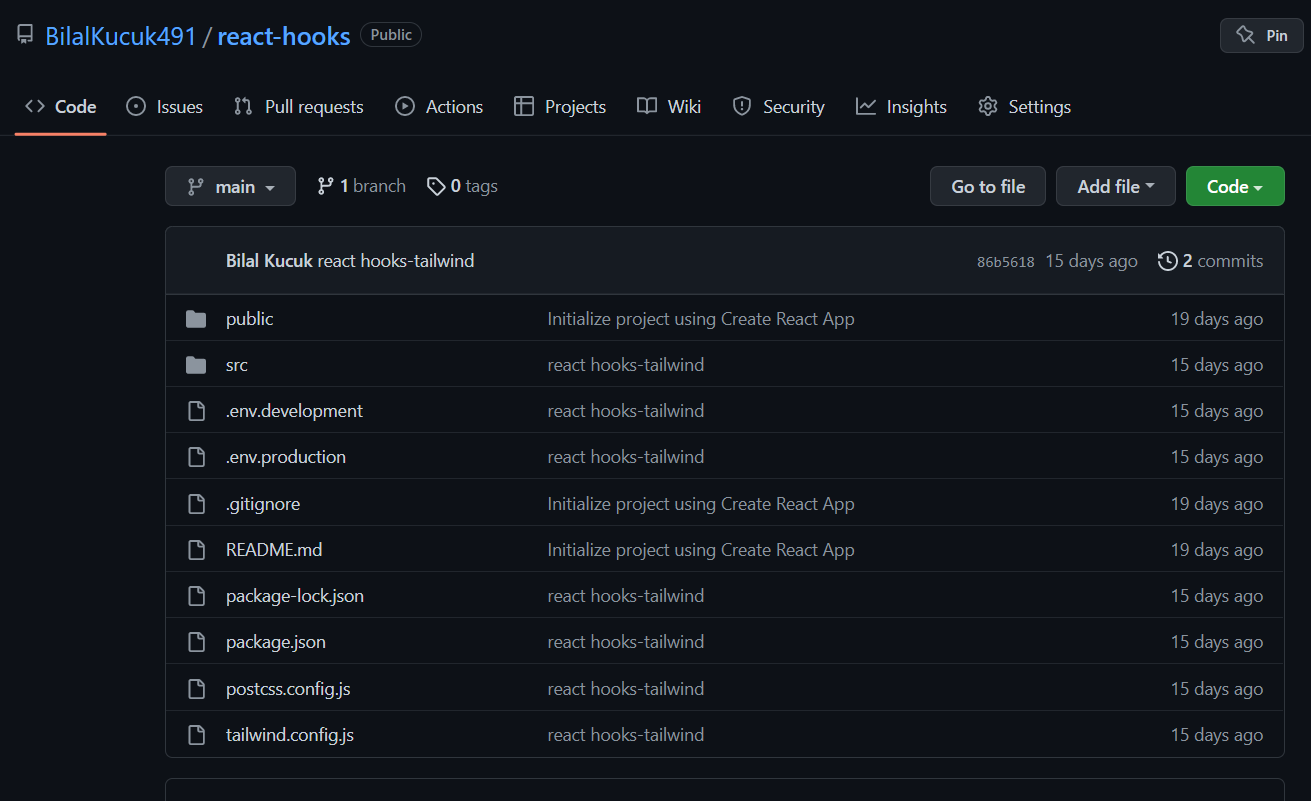 BilalKucuk491 / react-hooks Public Pin
Code Issues Pull requests Actions Projects Wiki Security Insights Settings
main 1 branch 0 tags Go to file Add file Code
Bilal Kucuk react hooks-tailwind 86b5618 15 days ago 2 commits
public Initialize project using Create React App 19 days ago
src react hooks-tailwind 15 days ago
.env.development react hooks-tailwind 15 days ago
.env.production react hooks-tailwind 15 days ago
.gitignore Initialize project using Create React App 19 days ago
README.md Initialize project using Create React App 19 days ago
package-lock.json react hooks-tailwind 15 days ago
package.json react hooks-tailwind 15 days ago
postcss.config.js react hooks-tailwind 15 days ago
tailwind.config.js react hooks-tailwind 15 days ago